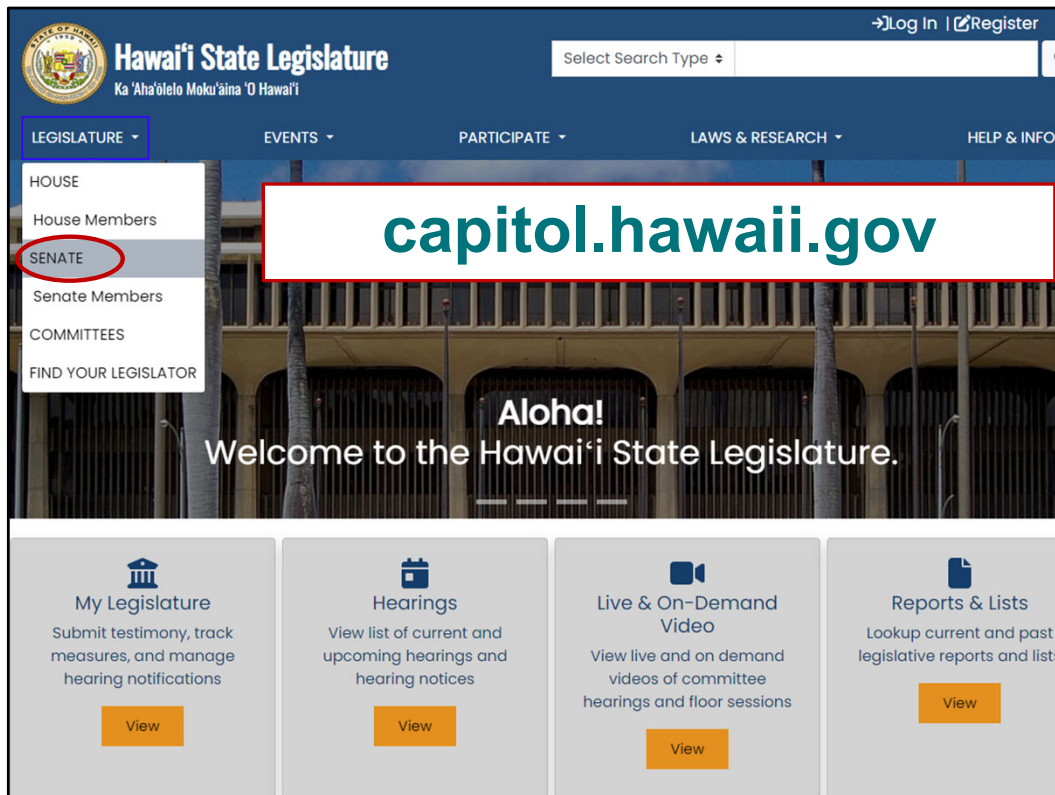 Log In | Register
Hawaiʻi State Legislature
Select Search Type
Ka ʻAhaʻōlelo Mokuʻāina ʻO Hawaiʻi
LEGISLATURE EVENTS PARTICIPATE LAWS & RESEARCH HELP & INFO
HOUSE
House Members
SENATE
Senate Members
COMMITTEES
FIND YOUR LEGISLATOR
capitol.hawaii.gov
Aloha!
Welcome to the Hawaiʻi State Legislature.
My Legislature
Submit testimony, track
measures, and manage
hearing notifications
View
Hearings
View list of current and
upcoming hearings and
hearing notices
View
Live & On-Demand
Video
View live and on demand
videos of committee
hearings and floor sessions
View
Reports & Lists
Lookup current and past
legislative reports and lists
View